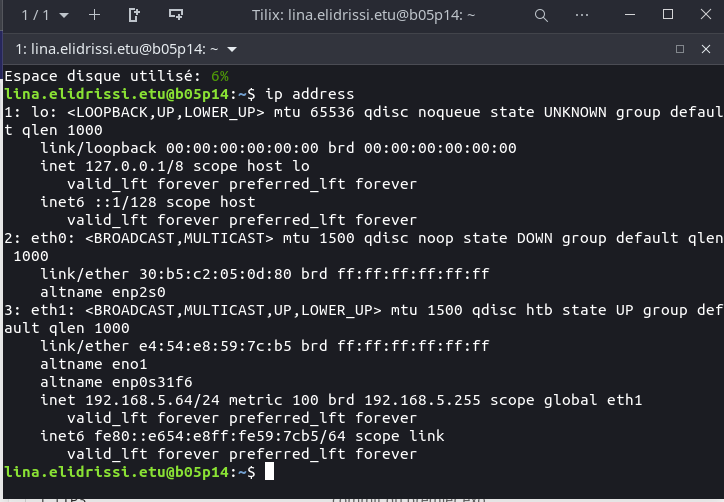 1 / 1
Tilix: lina.elidrissi.etu@b05p14: ~
1: lina.elidrissi.etu@b05p14: ~
Espace disque utilisé: 6%
lina.elidrissi.etu@b05p14:~$ ip address
1: lo: <LOOPBACK,UP,LOWER_UP> mtu 65536 qdisc noqueue state UNKNOWN group defaul
t qlen 1000
    link/loopback 00:00:00:00:00:00 brd 00:00:00:00:00:00
    inet 127.0.0.1/8 scope host lo
       valid_lft forever preferred_lft forever
    inet6 ::1/128 scope host
       valid_lft forever preferred_lft forever
2: eth0: <BROADCAST,MULTICAST> mtu 1500 qdisc noop state DOWN group default qlen
 1000
    link/ether 30:b5:c2:05:0d:80 brd ff:ff:ff:ff:ff:ff
    altname enp2s0
3: eth1: <BROADCAST,MULTICAST,UP,LOWER_UP> mtu 1500 qdisc htb state UP group def
ault qlen 1000
    link/ether e4:54:e8:59:7c:b5 brd ff:ff:ff:ff:ff:ff
    altname eno1
    altname enp0s31f6
    inet 192.168.5.64/24 metric 100 brd 192.168.5.255 scope global eth1
       valid_lft forever preferred_lft forever
    inet6 fe80::e654:e8ff:fe59:7cb5/64 scope link
       valid_lft forever preferred_lft forever
lina.elidrissi.etu@b05p14:~$